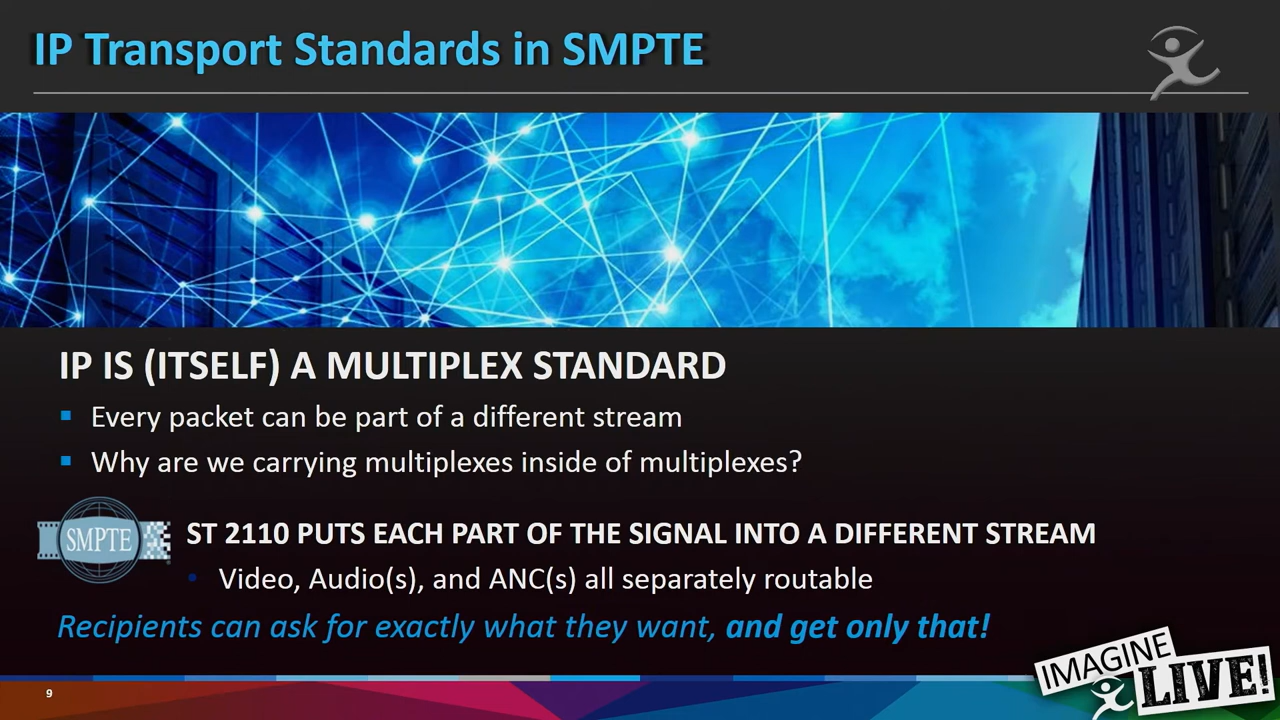 IP Transport Standards in SMPTE
IP IS (ITSELF) A MULTIPLEX STANDARD
Every packet can be part of a different stream
Why are we carrying multiplexes inside of multiplexes?
SMPTE
ST 2110 PUTS EACH PART OF THE SIGNAL INTO A DIFFERENT STREAM
Video, Audio(s), and ANC(s) all separately routable
Recipients can ask for exactly what they want, and get only that!
9
IMAGINE
LIVE!